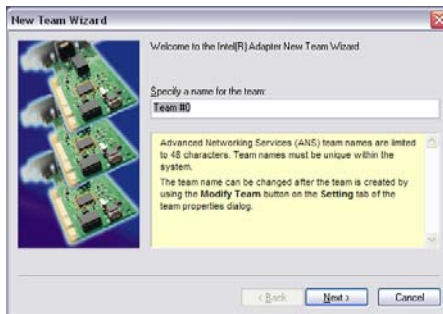 New Team Wizard
Welcome to the Intel(R) Adapter New Team Wizard
Specify a name for the team:
Team #0
Advanced Networking Services (ANS) team names are limited
to 48 characters. Team names must be unique within the
system.
The team name can be changed after the team is created by
using the Modify Team button on the Setting tab of the
team properties dialog.
< Back
Next >
Cancel